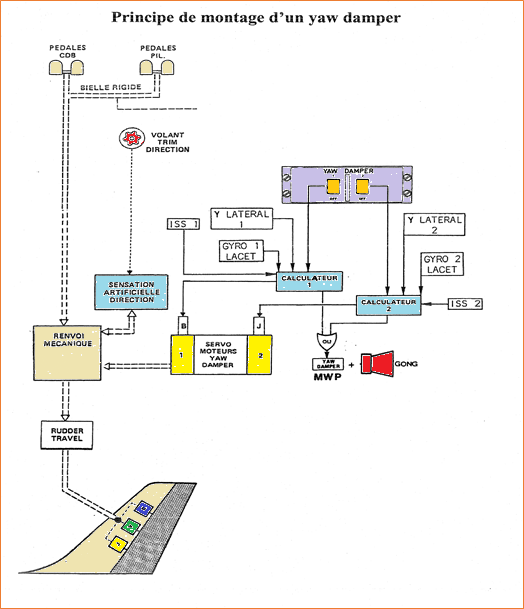 Principe de montage d'un yaw damper
PEDALES
CDB
PEDALES
PIL.
BIELLE RIGIDE
VOLANT
TRIM
DIRECTION
YAW DAMPER
OFF
OFF
ISS 1
Y LATERAL
1
GYRO 1
LACET
Y LATERAL
2
GYRO 2
LACET
ISS 2
CALCULATEUR
1
CALCULATEUR
2
SENSATION
ARTIFICIELLE
DIRECTION
RENVOI
MECANIQUE
B
J
1
SERVO
MOTEURS
YAW
DAMPER
2
OU
YAW
DAMPER
+
GONG
MWP
RUDDER
TRAVEL